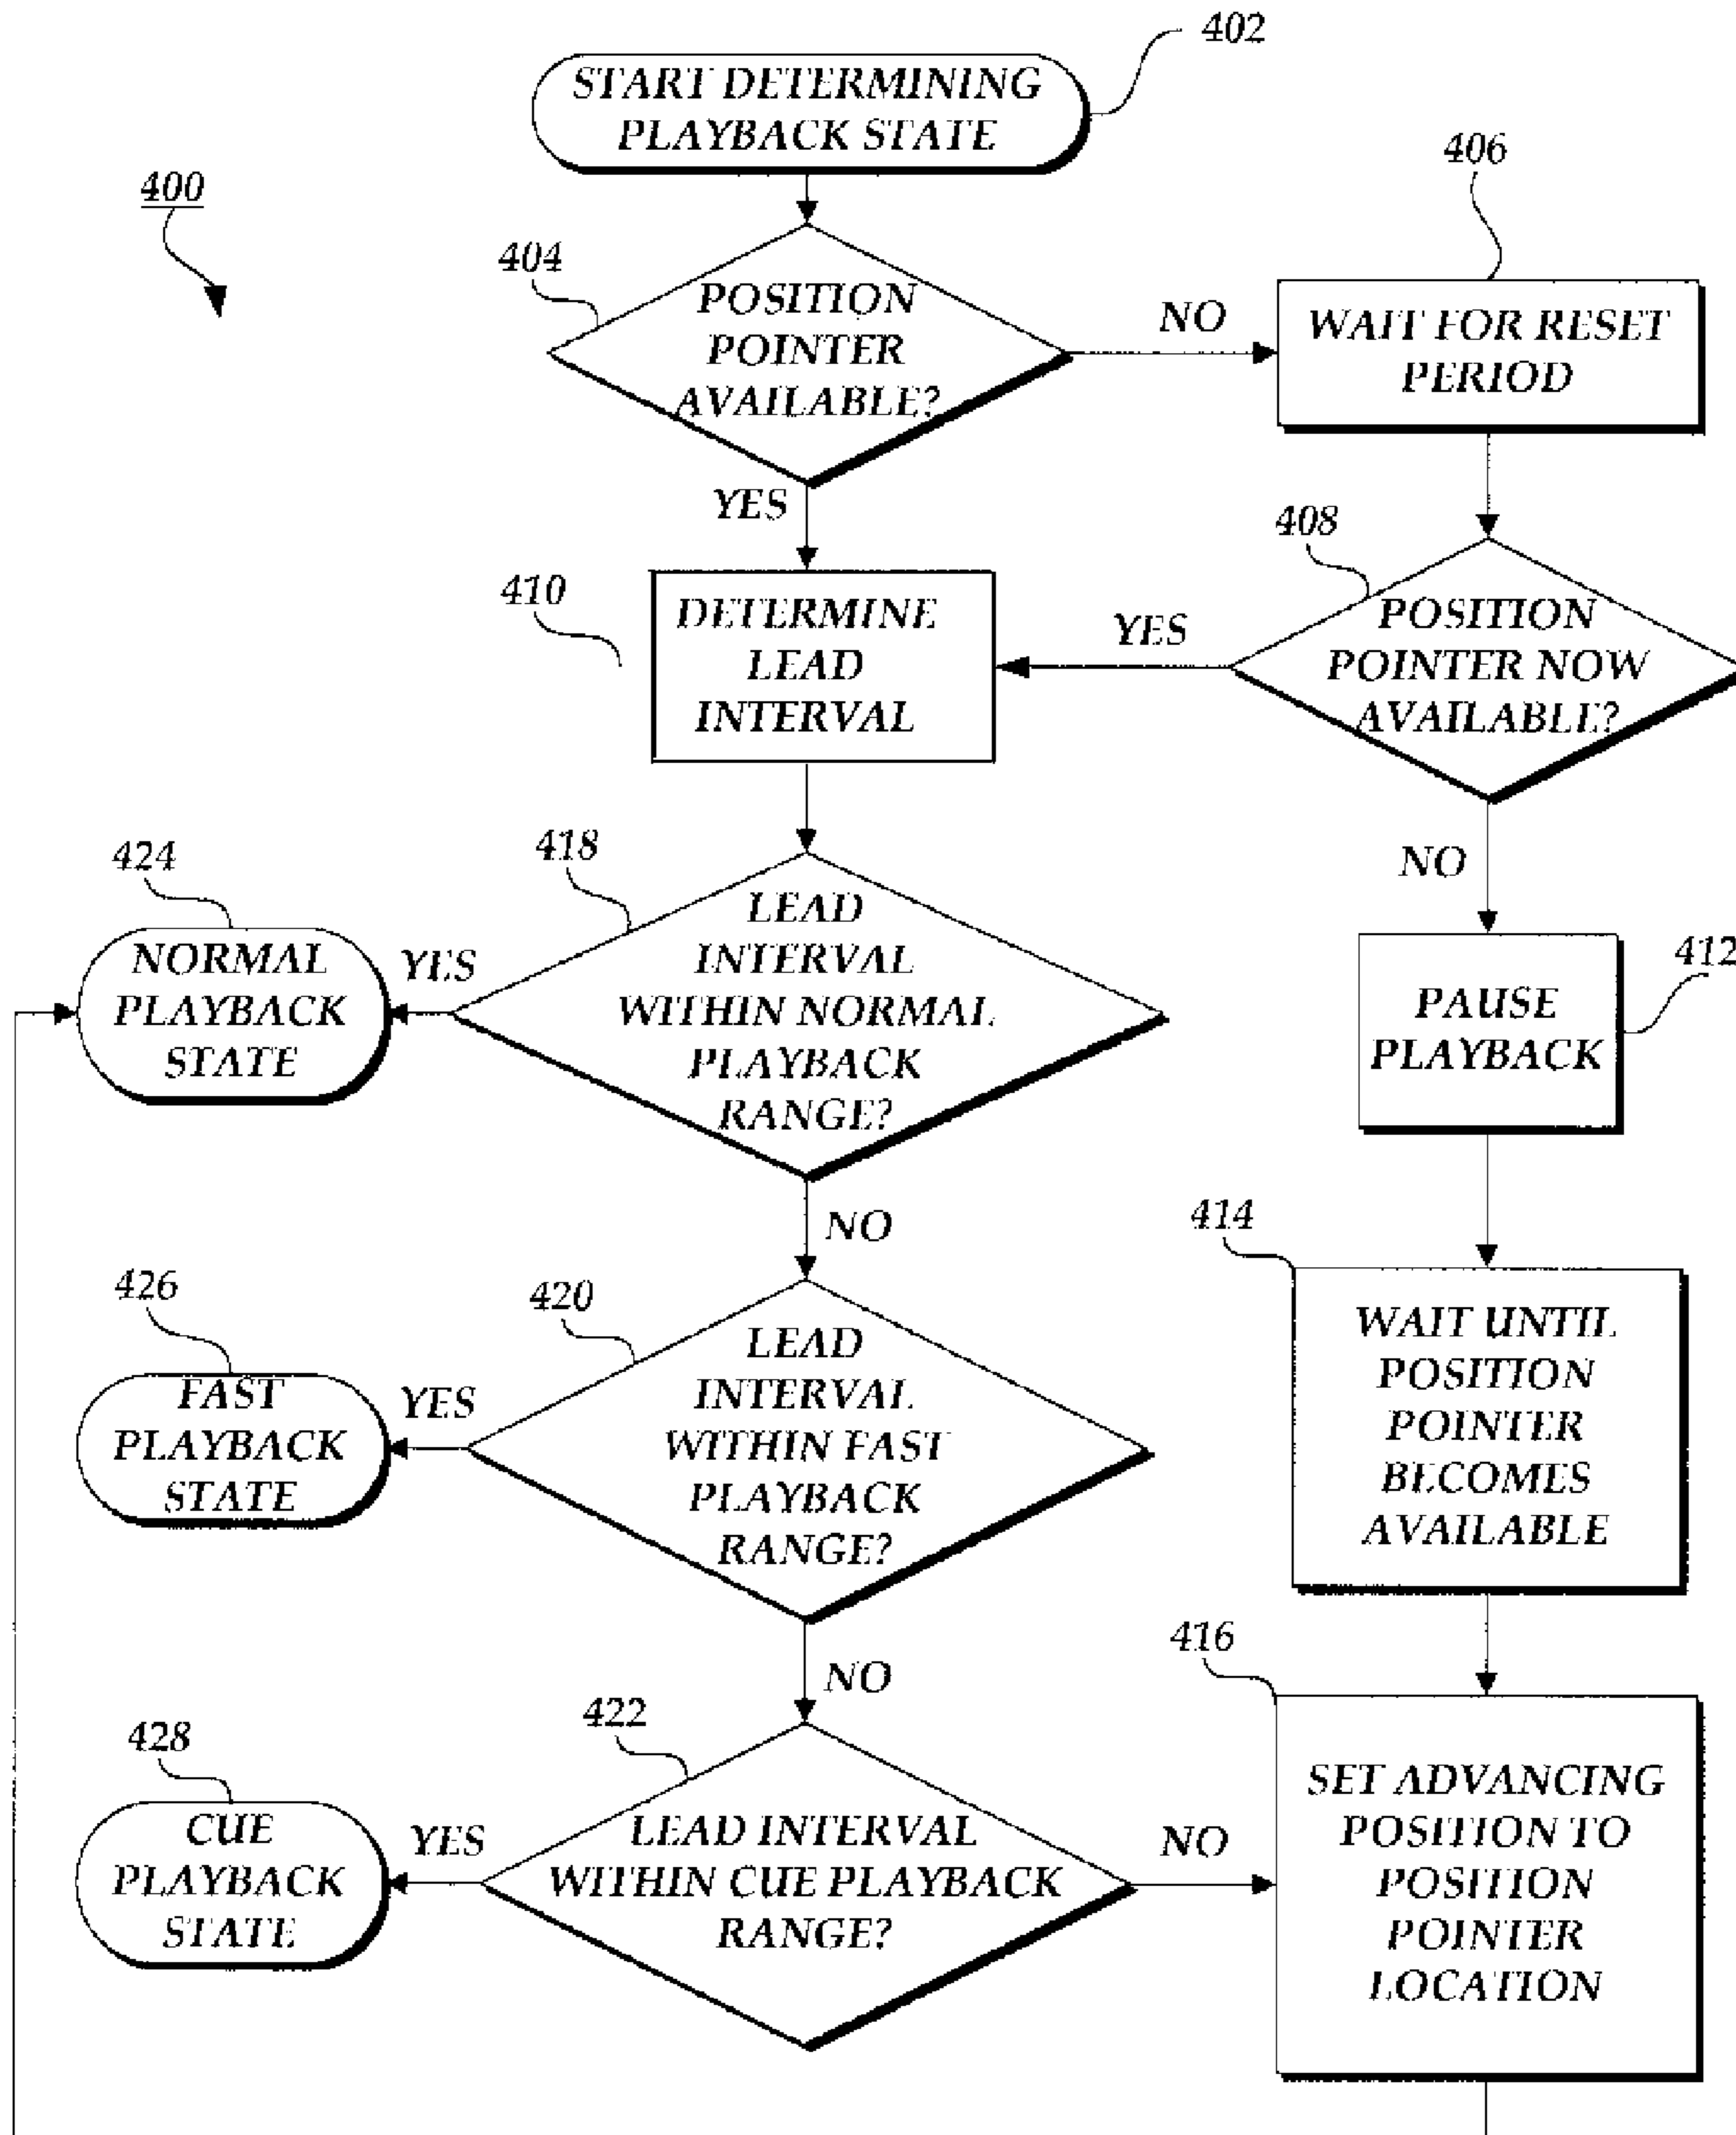 402
START DETERMINING
PLAYBACK STATE
400
404
POSITION
POINTER
AVAILABLE?
NO
406
WAIT FOR RESET
PERIOD
YES
408
POSITION
POINTER NOW
AVAILABLE?
YES
410
DETERMINE
LEAD
INTERVAL
NO
412
PAUSE
PLAYBACK
418
LEAD
INTERVAL
WITHIN NORMAL
PLAYBACK
RANGE?
YES
424
NORMAL
PLAYBACK
STATE
NO
414
WAIT UNTIL
POSITION
POINTER
BECOMES
AVAILABLE
420
LEAD
INTERVAL
WITHIN FAST
PLAYBACK
RANGE?
YES
426
FAST
PLAYBACK
STATE
NO
422
LEAD INTERVAL
WITHIN CUE PLAYBACK
RANGE?
YES
428
CUE
PLAYBACK
STATE
NO
416
SET ADVANCING
POSITION TO
POSITION
POINTER
LOCATION